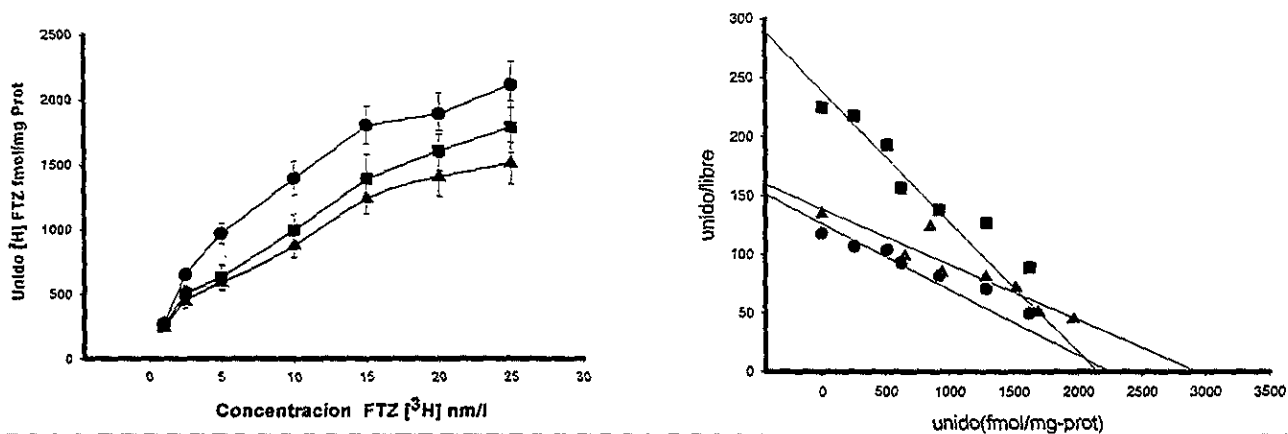 2500
2000
1500
1000
500
0
Unido [H] FTZ fmol/mg Prot
0 5 10 15 20 25 30
Concentracion FTZ [³H] nm/l
300
250
200
150
100
50
0
unido/libre
0 500 1000 1500 2000 2500 3000 3500
unido(fmol/mg-prot)